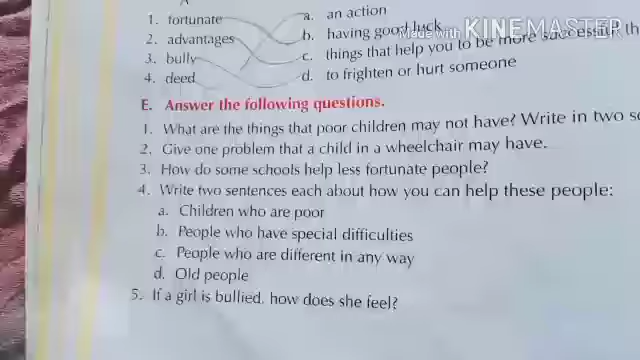 1. fortunate a. an action
2. advantages b. having good luck
3. bully c. things that help you to be more successful
4. deed d. to frighten or hurt someone
Made with KINEMASTER
E. Answer the following questions.
1. What are the things that poor children may not have? Write in two
2. Give one problem that a child in a wheelchair may have.
3. How do some schools help less fortunate people?
4. Write two sentences each about how you can help these people:
a. Children who are poor
b. People who have special difficulties
c. People who are different in any way
d. Old people
5. If a girl is bullied, how does she feel?